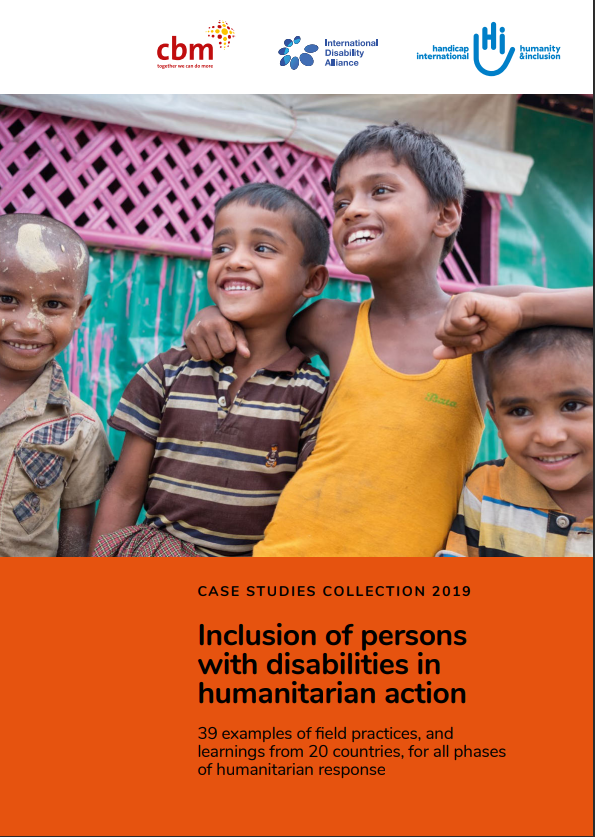 cbm
together we can do more
International
Disability
Alliance
handicap
international
Hi
humanity
&inclusion
CASE STUDIES COLLECTION 2019
Inclusion of persons
with disabilities in
humanitarian action
39 examples of field practices, and
learnings from 20 countries, for all phases
of humanitarian response